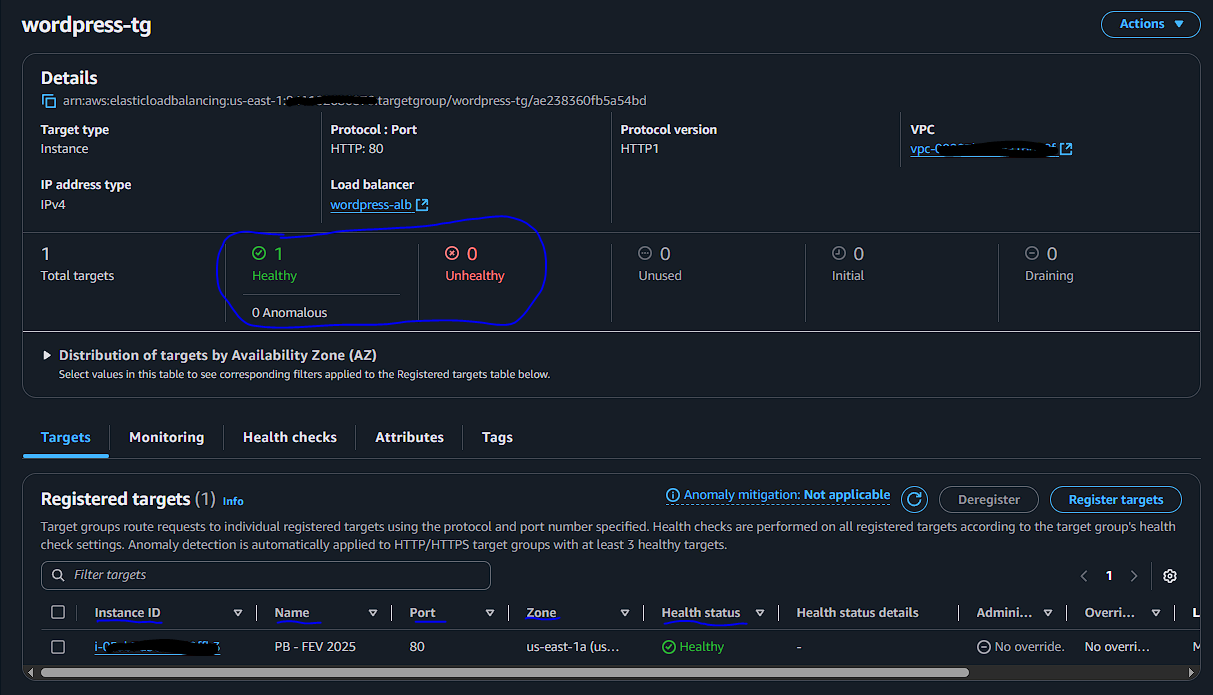 wordpress-tg
Actions
Details
arn:aws:elasticloadbalancing:us-east-1: targetgroup/wordpress-tg/ae238360fb5a54bd
Target type
Instance
Protocol : Port
HTTP: 80
Protocol version
HTTP1
VPC
vpc-
IP address type
IPv4
Load balancer
wordpress-alb
1
Total targets
1
Healthy
0 Anomalous
0
Unhealthy
0
Unused
0
Initial
0
Draining
Distribution of targets by Availability Zone (AZ)
Select values in this table to see corresponding filters applied to the Registered targets table below.
Targets Monitoring Health checks Attributes Tags
Registered targets (1) Info
Anomaly mitigation: Not applicable
Deregister
Register targets
Target groups route requests to individual registered targets using the protocol and port number specified. Health checks are performed on all registered targets according to the target group's health
check settings. Anomaly detection is automatically applied to HTTP/HTTPS target groups with at least 3 healthy targets.
Filter targets
1
Instance ID Name Port Zone Health status Health status details Admini... Overri... L
PB - FEV 2025 80 us-east-1a (us... Healthy - No override. No overri...